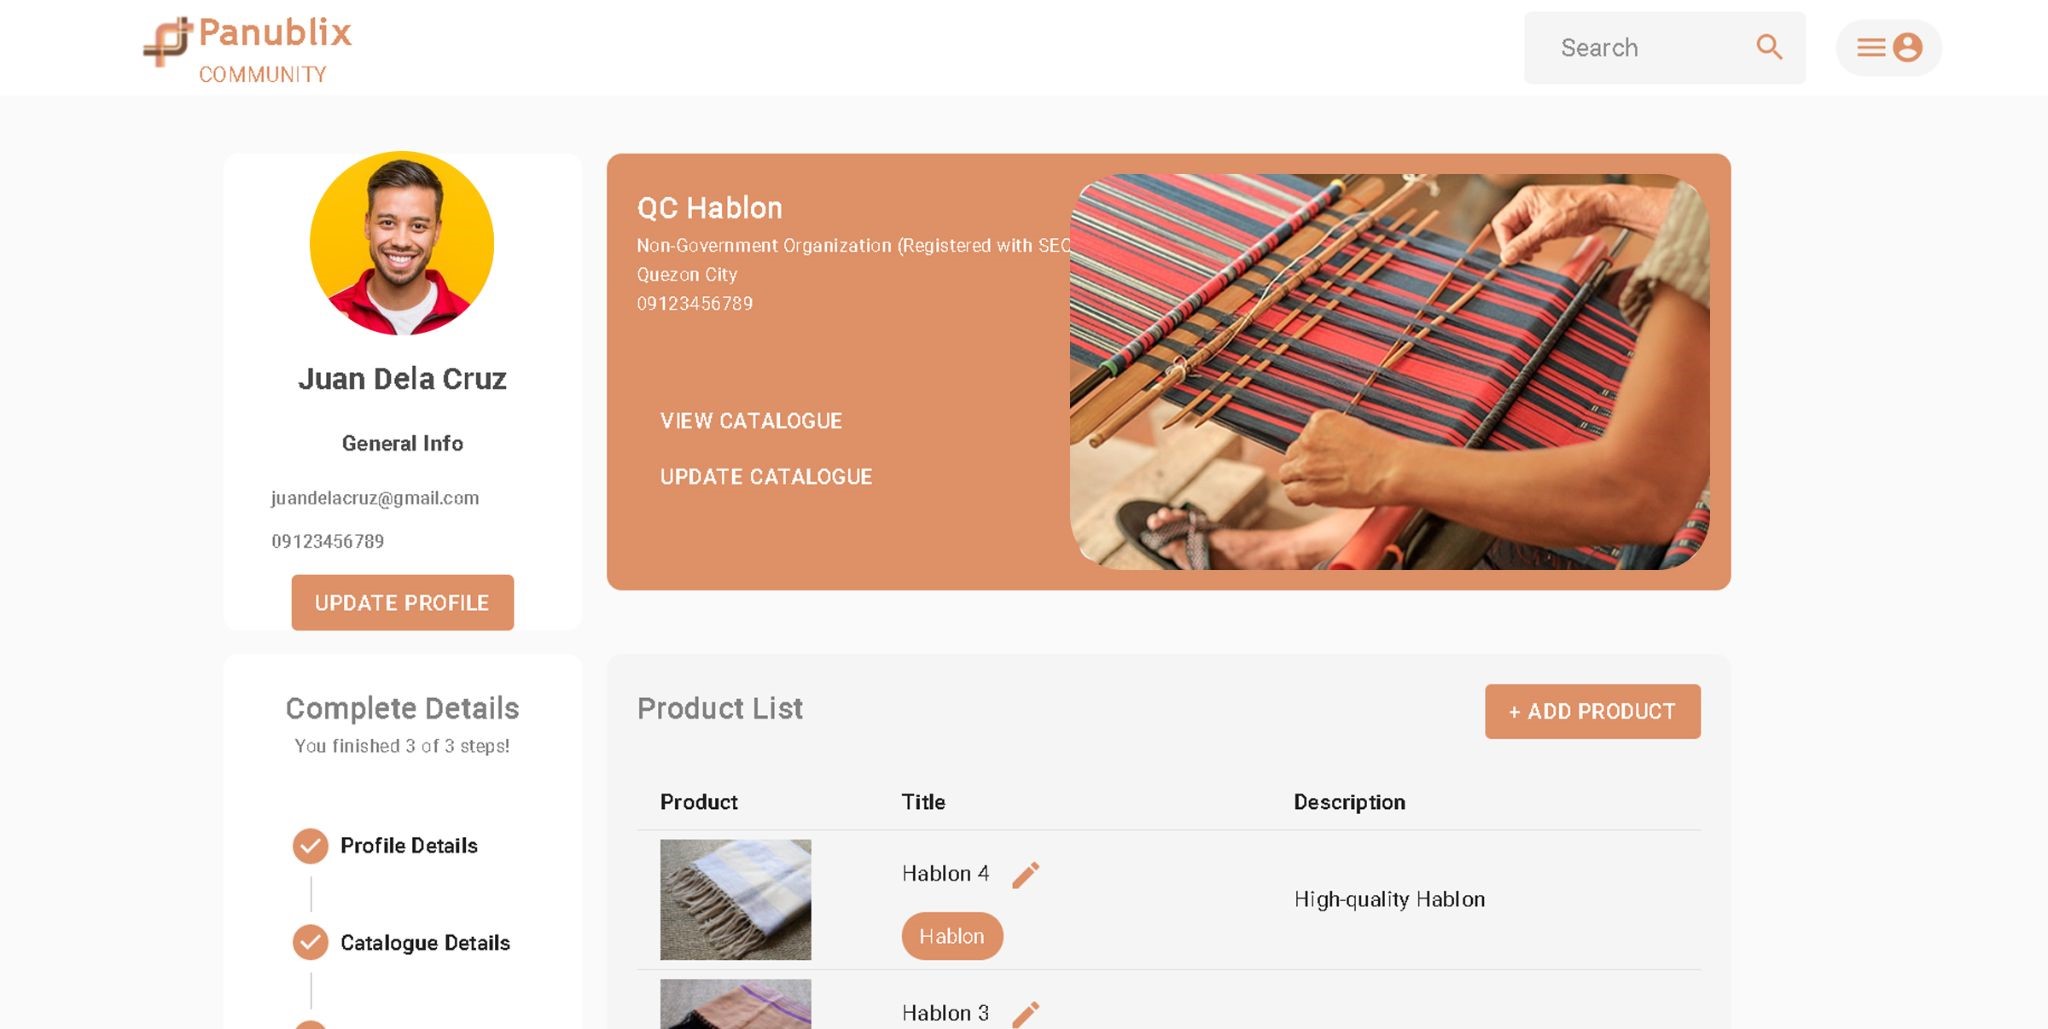 Panublix
COMMUNITY
Search
Juan Dela Cruz
General Info
juandelacruz@gmail.com
09123456789
UPDATE PROFILE
QC Hablon
Non-Government Organization (Registered with SEC
Quezon City
09123456789
VIEW CATALOGUE
UPDATE CATALOGUE
Complete Details
You finished 3 of 3 steps!
Profile Details
Catalogue Details
Product List
+ ADD PRODUCT
Product Title Description
Hablon 4
High-quality Hablon
Hablon
Hablon 3